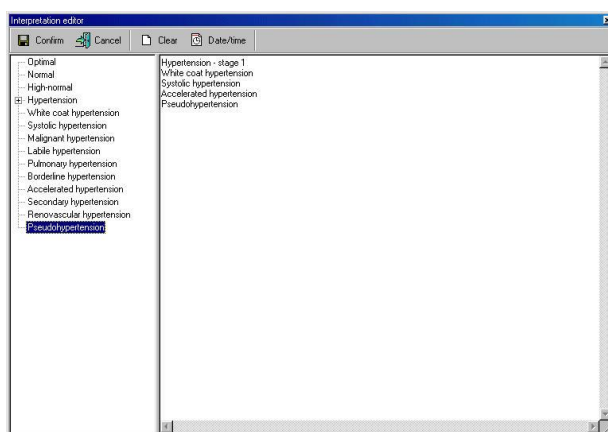 Interpretation editor
Confirm Cancel Clear Date/time
Optimal
Normal
High-normal
Hypertension
White coat hypertension
Systolic hypertension
Malignant hypertension
Labile hypertension
Pulmonary hypertension
Borderline hypertension
Accelerated hypertension
Secondary hypertension
Renovascular hypertension
Pseudohypertension
Hypertension - stage 1
White coat hypertension
Systolic hypertension
Accelerated hypertension
Pseudohypertension